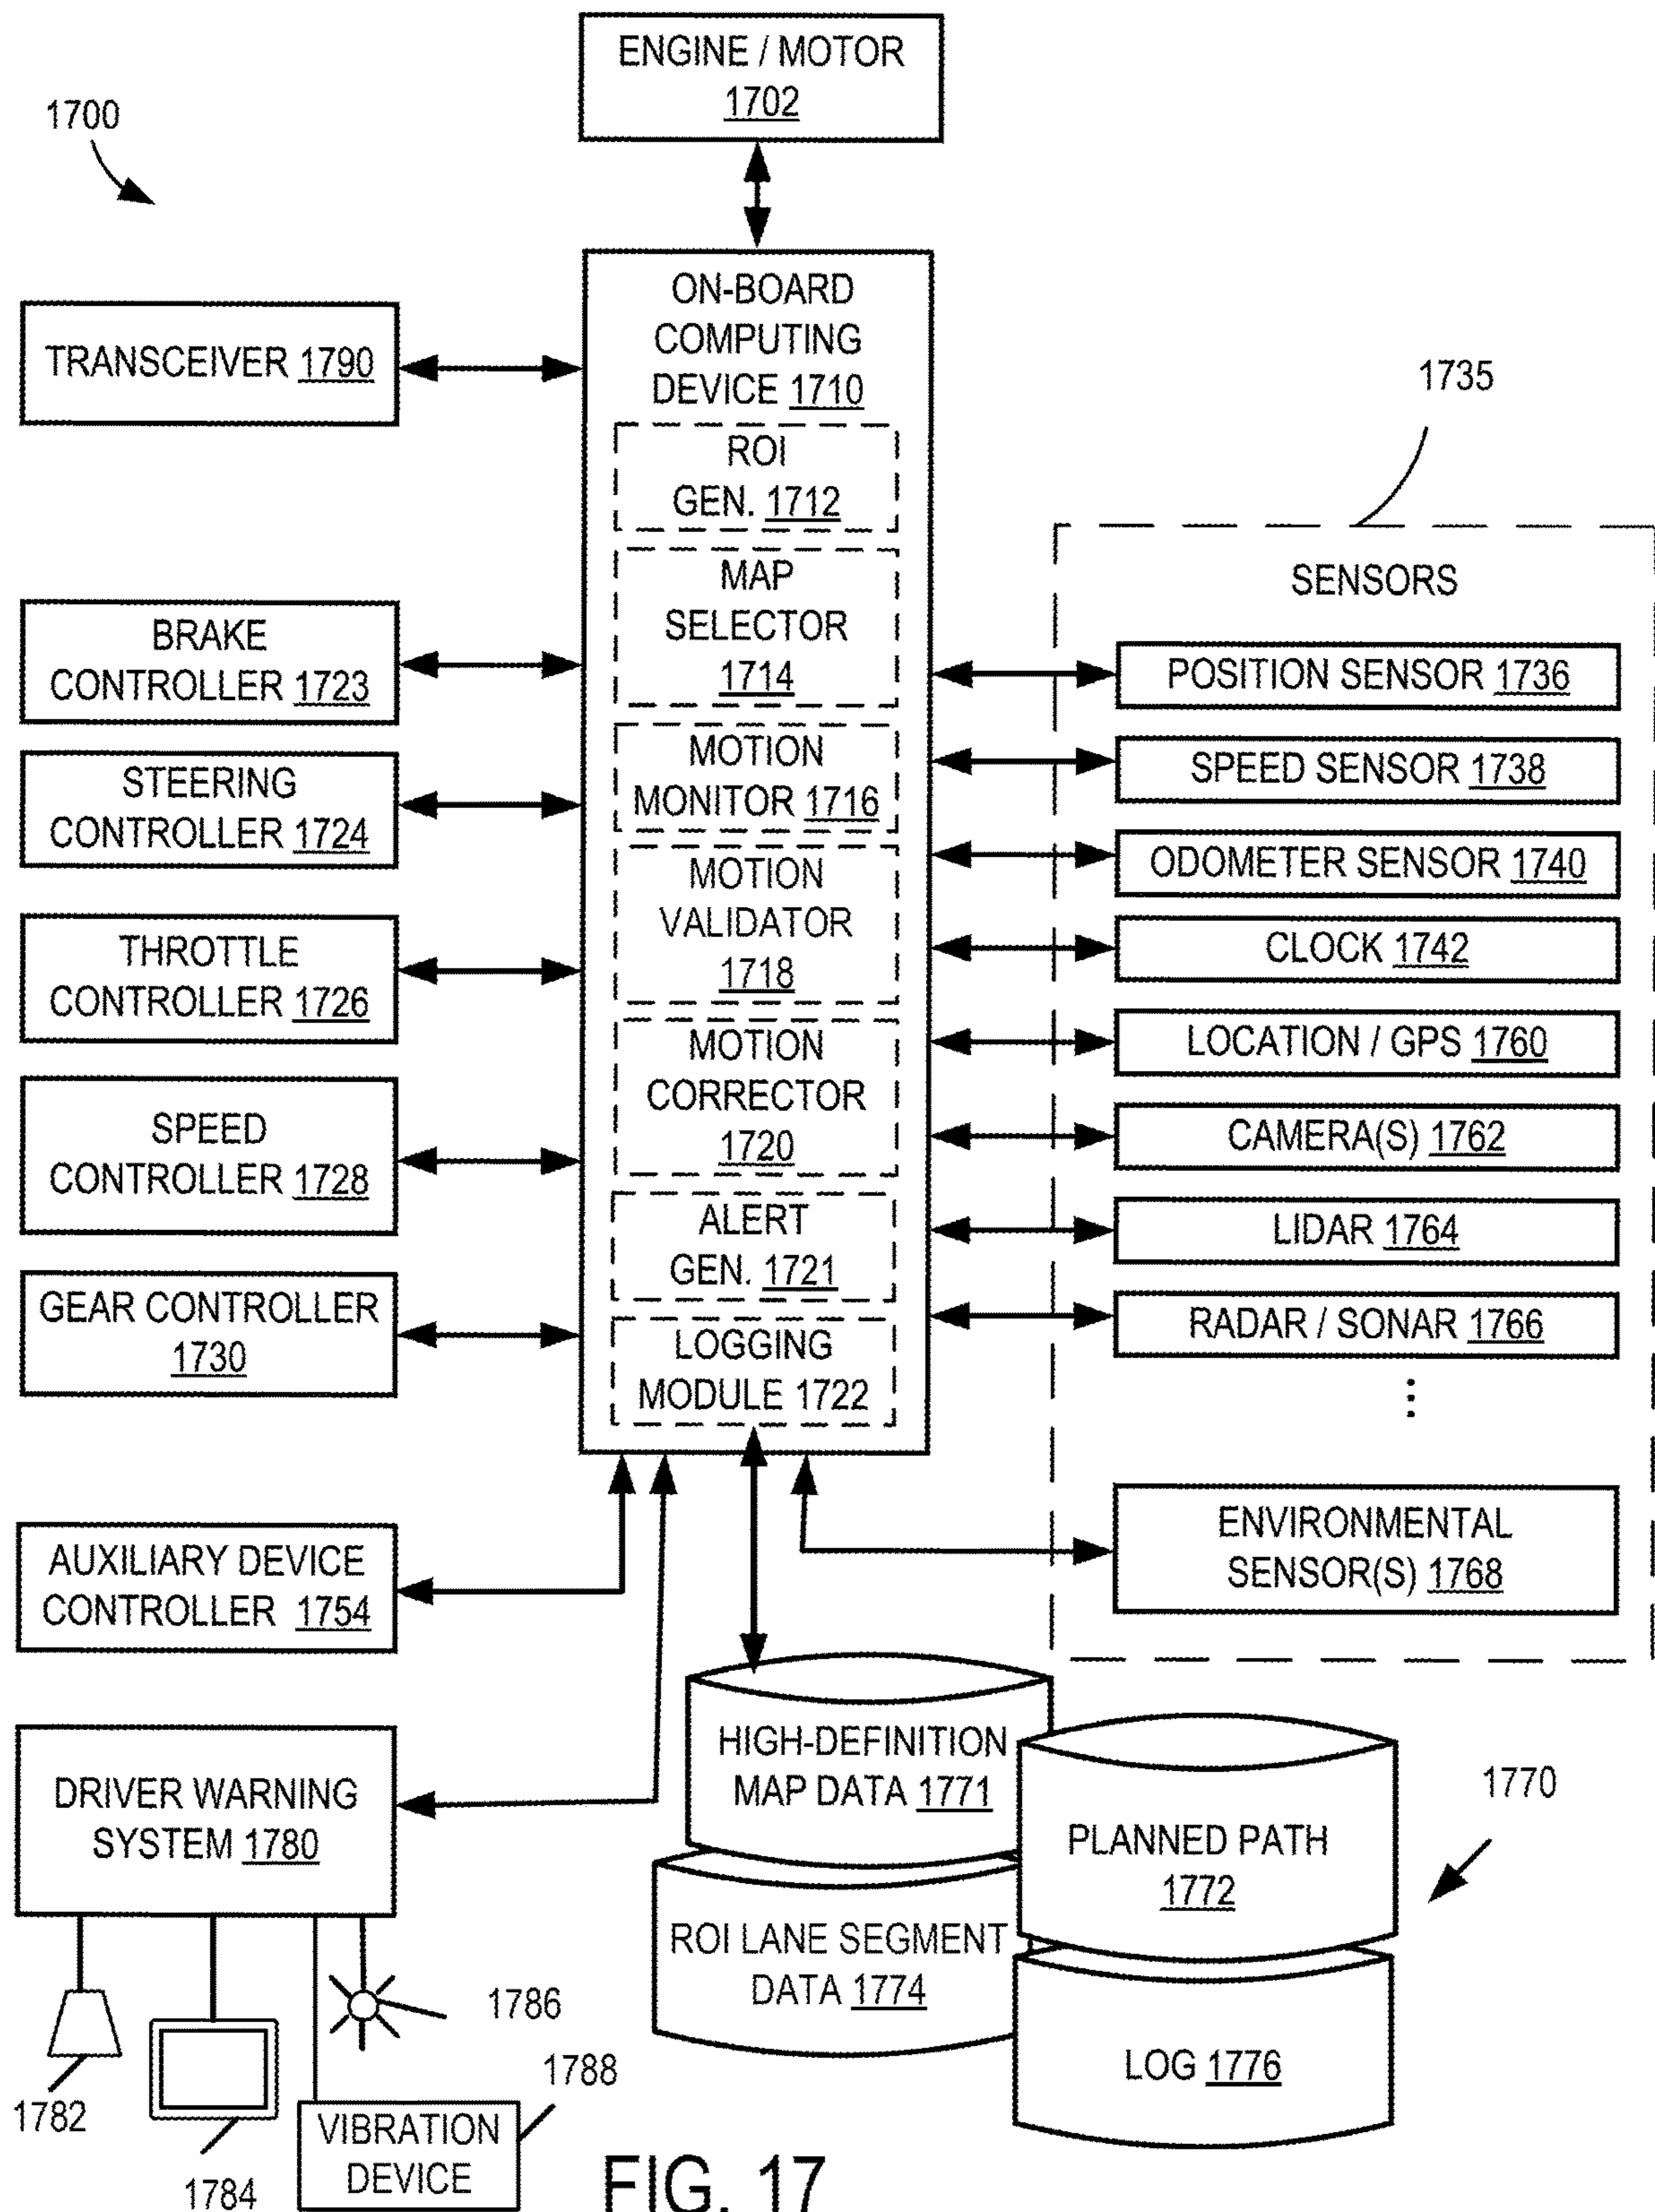 ENGINE / MOTOR
1702
1700
ON-BOARD
COMPUTING
DEVICE 1710
TRANSCEIVER 1790
1735
ROI
GEN. 1712
MAP
SELECTOR
1714
MOTION
MONITOR 1716
MOTION
VALIDATOR
1718
MOTION
CORRECTOR
1720
ALERT
GEN. 1721
LOGGING
MODULE 1722
BRAKE
CONTROLLER 1723
STEERING
CONTROLLER 1724
THROTTLE
CONTROLLER 1726
SPEED
CONTROLLER 1728
GEAR CONTROLLER
1730
AUXILIARY DEVICE
CONTROLLER 1754
SENSORS
POSITION SENSOR 1736
SPEED SENSOR 1738
ODOMETER SENSOR 1740
CLOCK 1742
LOCATION / GPS 1760
CAMERA(S) 1762
LIDAR 1764
RADAR / SONAR 1766
ENVIRONMENTAL
SENSOR(S) 1768
DRIVER WARNING
SYSTEM 1780
HIGH-DEFINITION
MAP DATA 1771
PLANNED PATH
1772
1770
ROI LANE SEGMENT
DATA 1774
LOG 1776
1782
1784
1786
1788
VIBRATION
DEVICE
FIG. 17